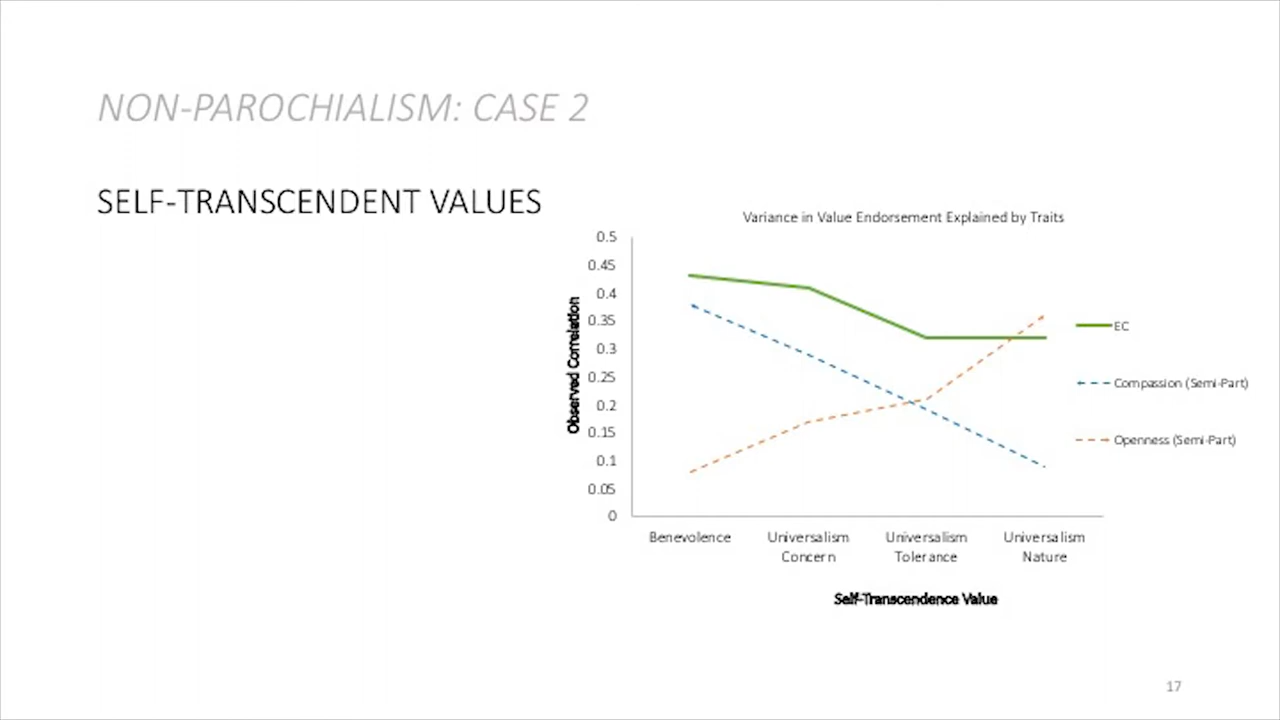 NON-PAROCHIALISM: CASE 2
SELF-TRANSCENDENT VALUES
Variance in Value Endorsement Explained by Traits
0.5
0.45
0.4
0.35
0.3
0.25
0.2
0.15
0.1
0.05
0
Observed Correlation
Benevolence
Universalism
Concern
Universalism
Tolerance
Universalism
Nature
Self-Transcendence Value
EC
Compassion (Semi-Part)
Openness (Semi-Part)
17